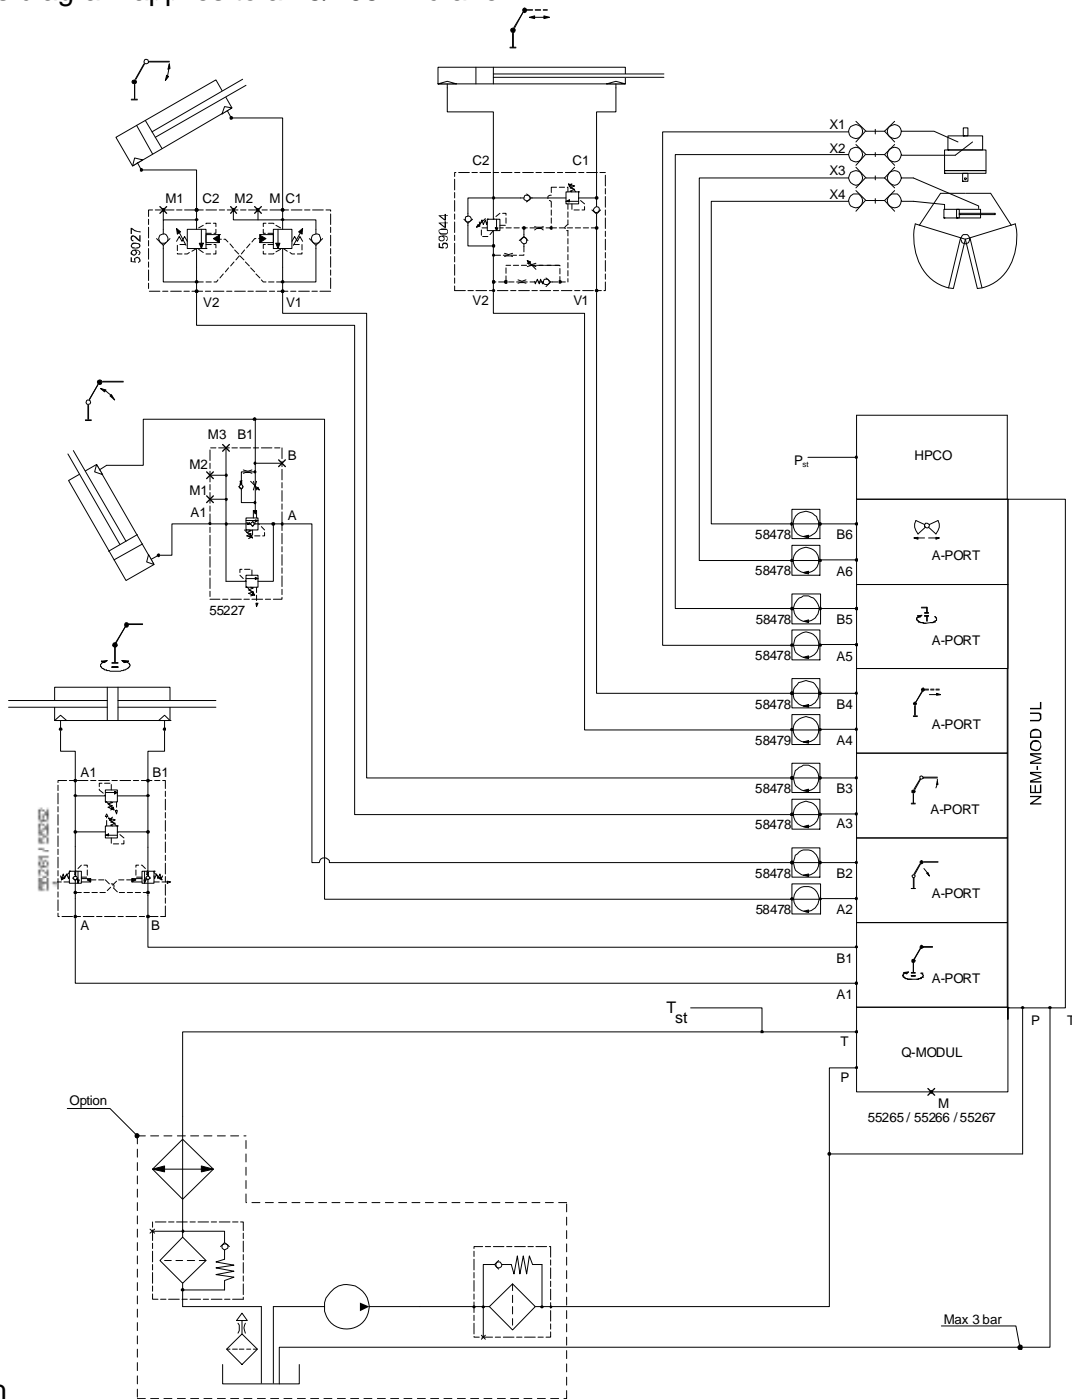 X1
X2
X3
X4
C2 C1
59044
V2 V1
M1 C2 M2 M C1
59027
V2 V1
M3 B1
M2 B
M1
A1 A
55227
P st HPCO
58478 B6 A-PORT
58478 A6
58478 B5 A-PORT
58478 A5
58478 B4 A-PORT
58479 A4
58478 B3 A-PORT
58478 A3
58478 B2 A-PORT
58478 A2
B1 A-PORT
A1
NEM-MOD UL
A1 B1
55261 / 55262
A B
T st
T
P T
Q-MODUL
P
M
55265 / 55266 / 55267
Option
Max 3 bar